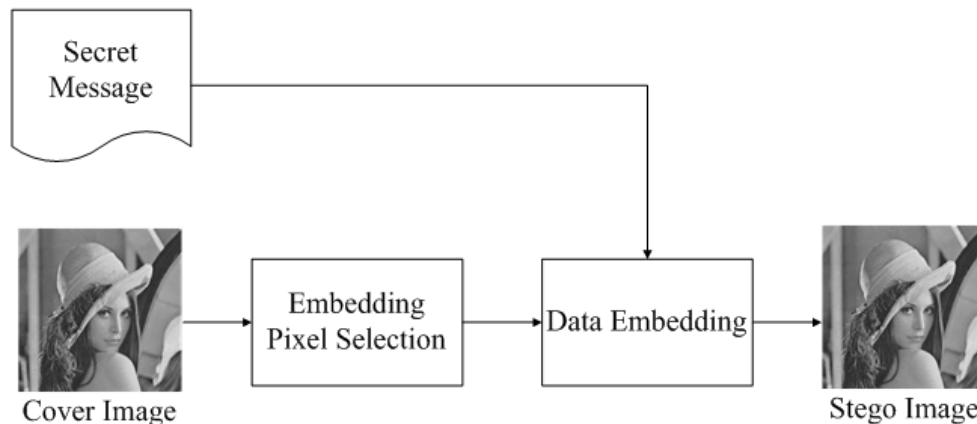 Secret
Message
Embedding
Pixel Selection
Data Embedding
Cover Image
Stego Image